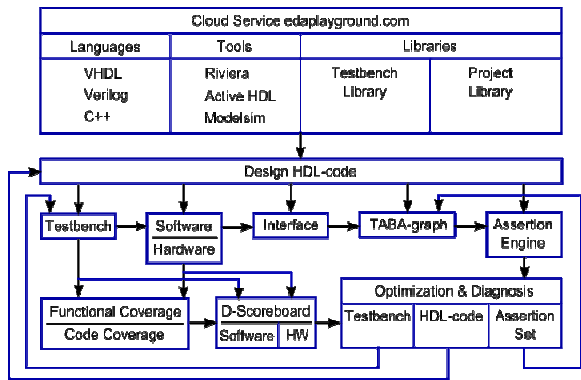 Cloud Service edaplayground.com
Languages
Tools
Libraries
VHDL
Verilog
C++
Riviera
Active HDL
Modelsim
Testbench
Library
Project
Library
Design HDL-code
Testbench
Software
Hardware
Interface
TABA-graph
Assertion
Engine
Functional Coverage
Code Coverage
D-Scoreboard
Software
HW
Optimization & Diagnosis
Testbench
HDL-code
Assertion
Set